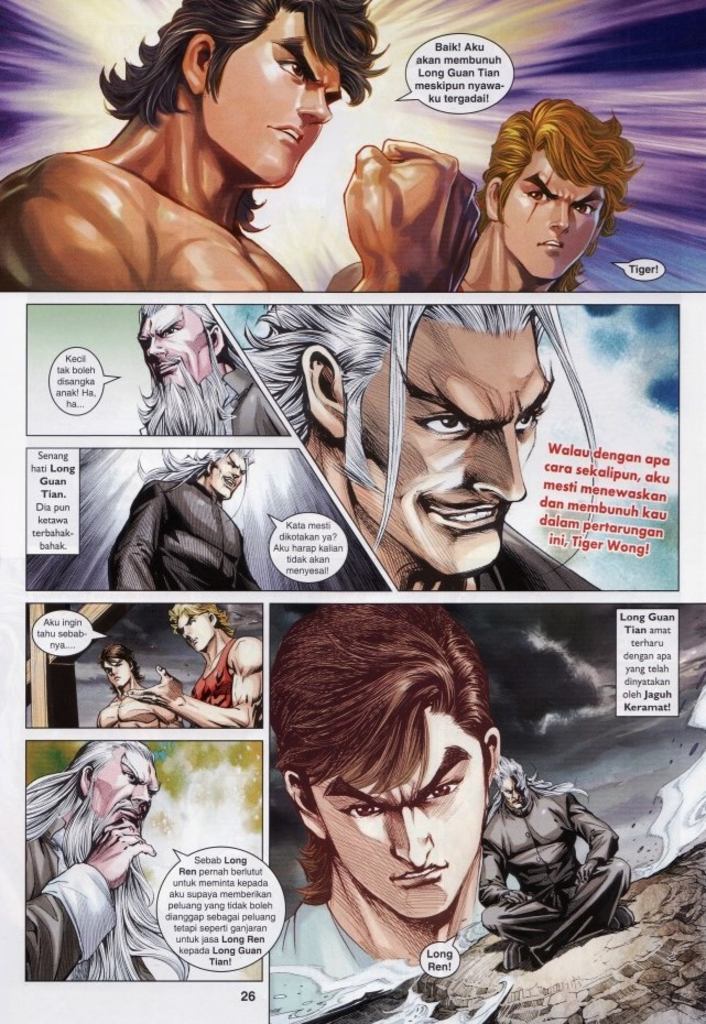 Baik! Aku
akan membunuh
Long Guan Tian
meskipun nyawa-
ku tergadai!
Tiger!
Kecil
tak boleh
disangka
anak! Ha,
ha...
Walau dengan apa
cara sekalipun, aku
mesti menewaskan
dan membunuh kau
dalam pertarungan
ini, Tiger Wong!
Senang
hati Long
Guan
Tian.
Dia pun
ketawa
terbahak-
bahak.
Kata mesti
dikotakan ya?
Aku harap kalian
tidak akan
menyesal!
Aku ingin
tahu sebab-
nya....
Long Guan
Tian amat
terharu
dengan apa
yang telah
dinyatakan
oleh Jaguh
Keramat!
Sebab Long
Ren pernah berlutut
untuk meminta kepada
aku supaya memberikan
peluang yang tidak boleh
dianggap sebagai peluang
tetapi seperti ganjaran
untuk jasa Long Ren
kepada Long Guan
Tian!
Long
Ren!
26